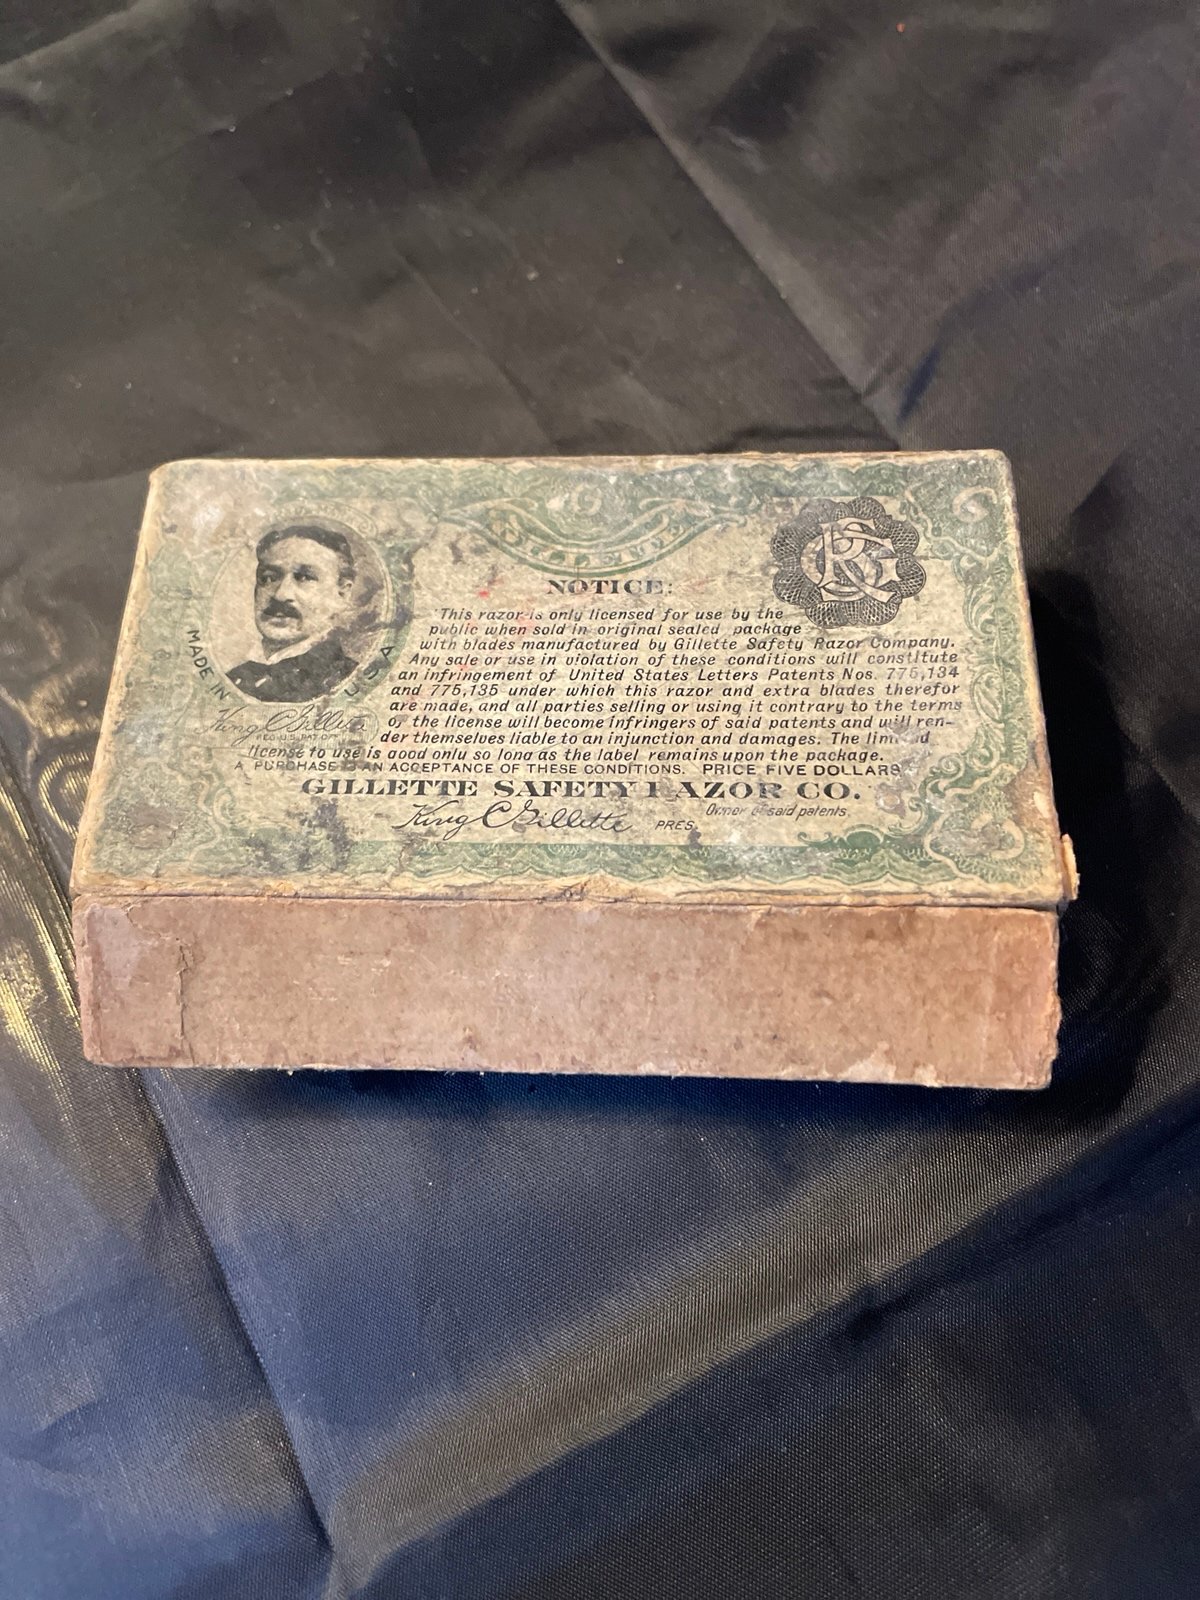 GILLETTE
NOTICE:
This razor is only licensed for use by the
public when sold in original sealed package
with blades manufactured by Gillette Safety Razor Company.
Any sale or use in violation of these conditions will constitute
an infringement of United States Letters Patents Nos. 775,134
and 775,135 under which this razor and extra blades therefor
are made, and all parties selling or using it contrary to the terms
of the license will become infringers of said patents and will ren-
der themselves liable to an injunction and damages. The limited
license to use is good only so long as the label remains upon the package.
A PURCHASE IS AN ACCEPTANCE OF THESE CONDITIONS. PRICE FIVE DOLLARS
GILLETTE SAFETY RAZOR CO.
King C Gillette PRES. Owner of said patents.
MADE IN U.S.A.
King C Gillette
REG. U.S. PAT. OFF.